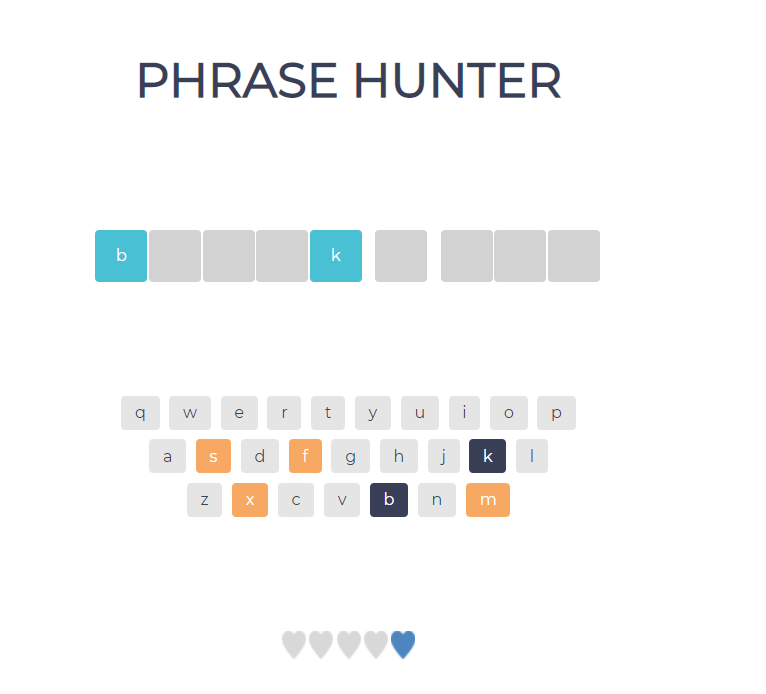 PHRASE HUNTER
b k
q w e r t y u i o p
a s d f g h j k l
z x c v b n m